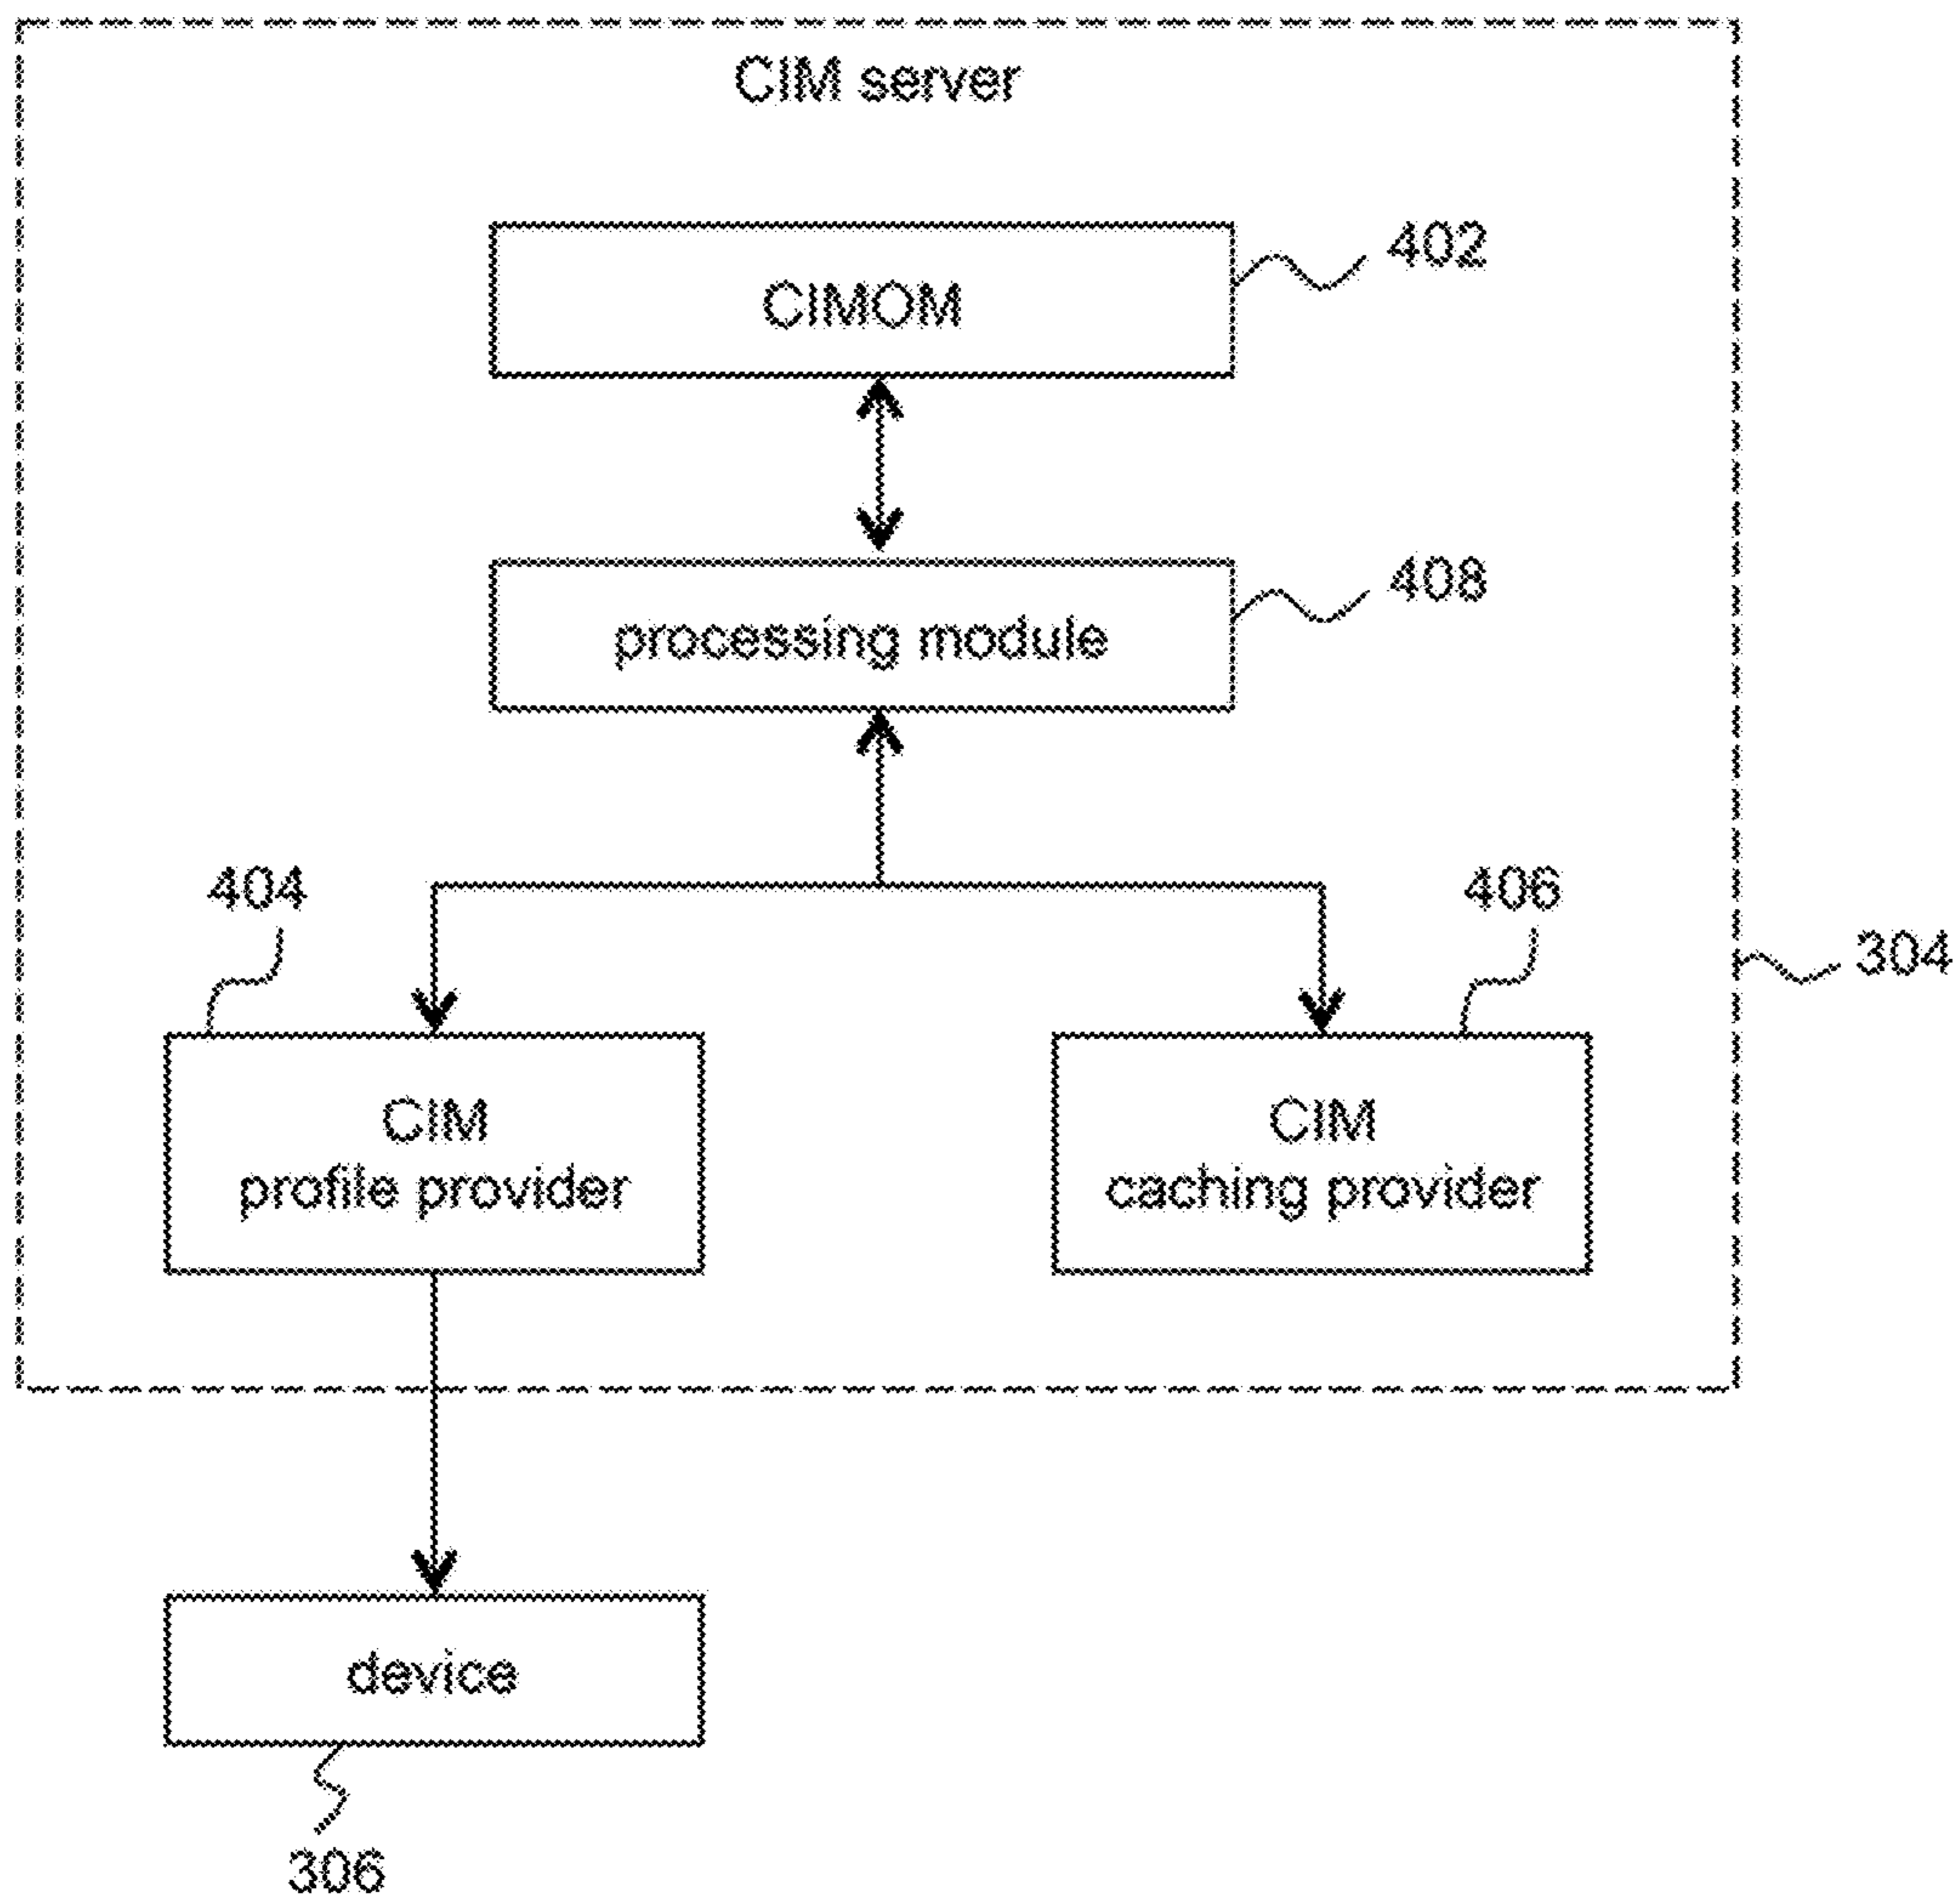 CIM server
402
CIMOM
408
processing module
404
406
304
CIM
profile provider
CIM
caching provider
device
306